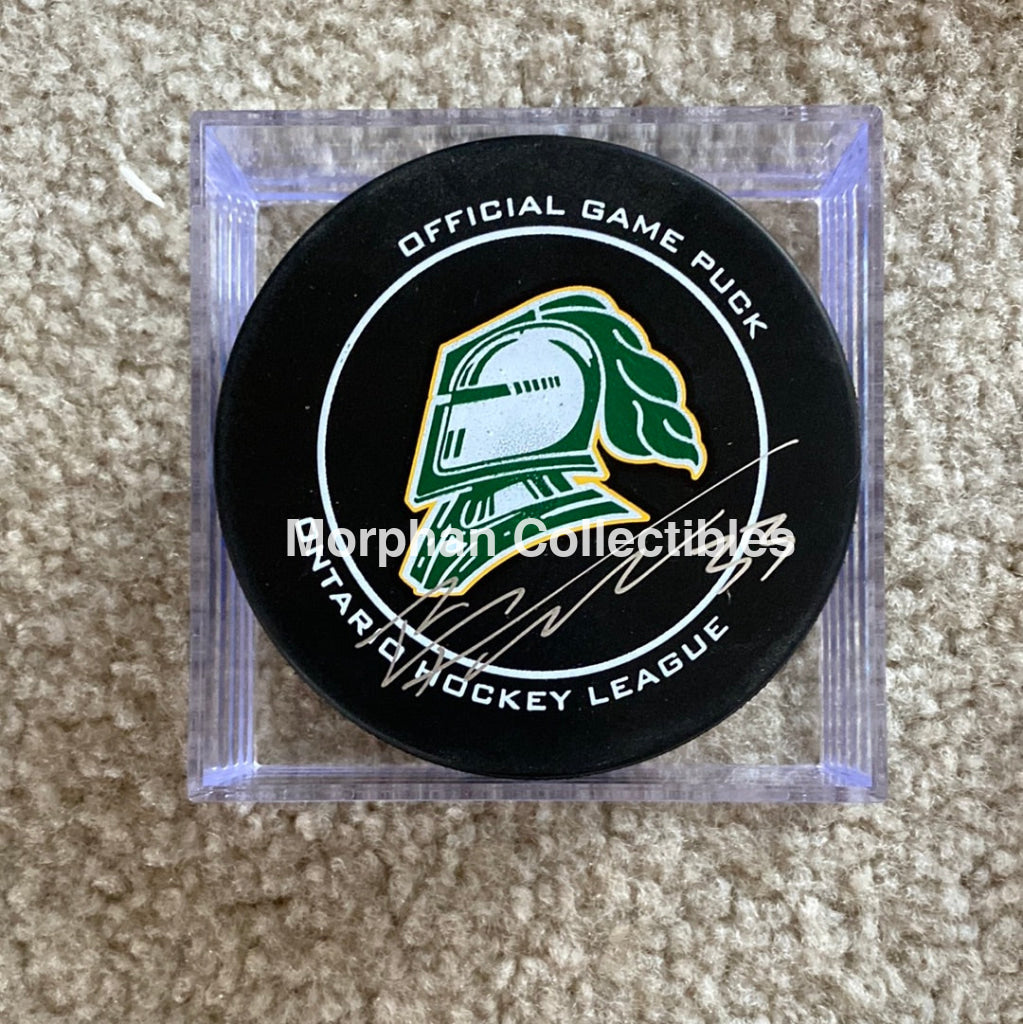 OFFICIAL GAME PUCK
Morphan Collectibles
ONTARIO HOCKEY LEAGUE